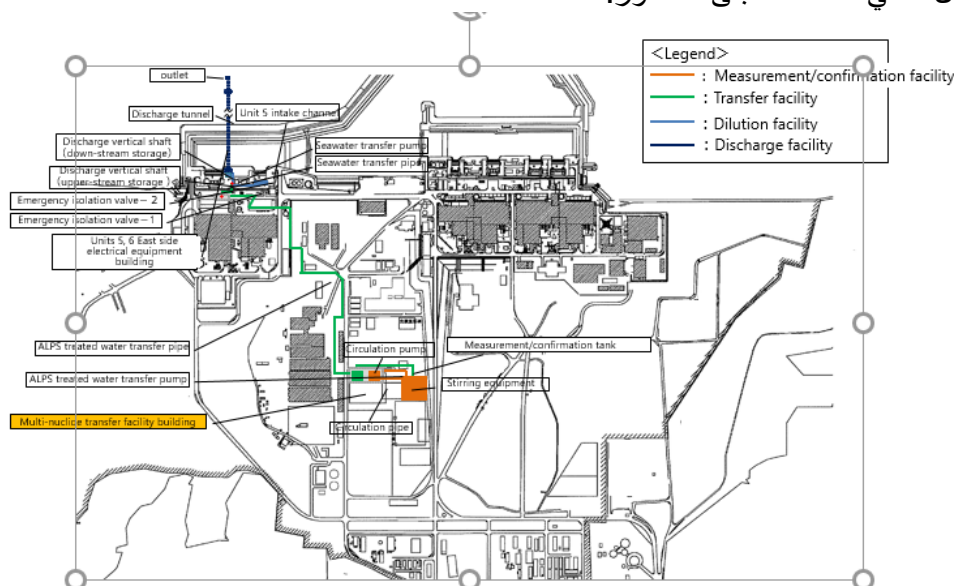 <Legend>
: Measurement/confirmation facility
: Transfer facility
: Dilution facility
: Discharge facility
outlet
Discharge tunnel
Unit 5 intake channel
Discharge vertical shaft
(down-stream storage)
Seawater transfer pump
Seawater transfer pipe
Discharge vertical shaft
(upper-stream storage )
Emergency isolation valve－2
Emergency isolation valve－1
Units 5, 6 East side
electrical equipment
building
ALPS treated water transfer pipe
Circulation pump
Measurement/confirmation tank
ALPS treated water transfer pump
Stirring equipment
Multi-nuclide transfer facility building
Circulation pipe